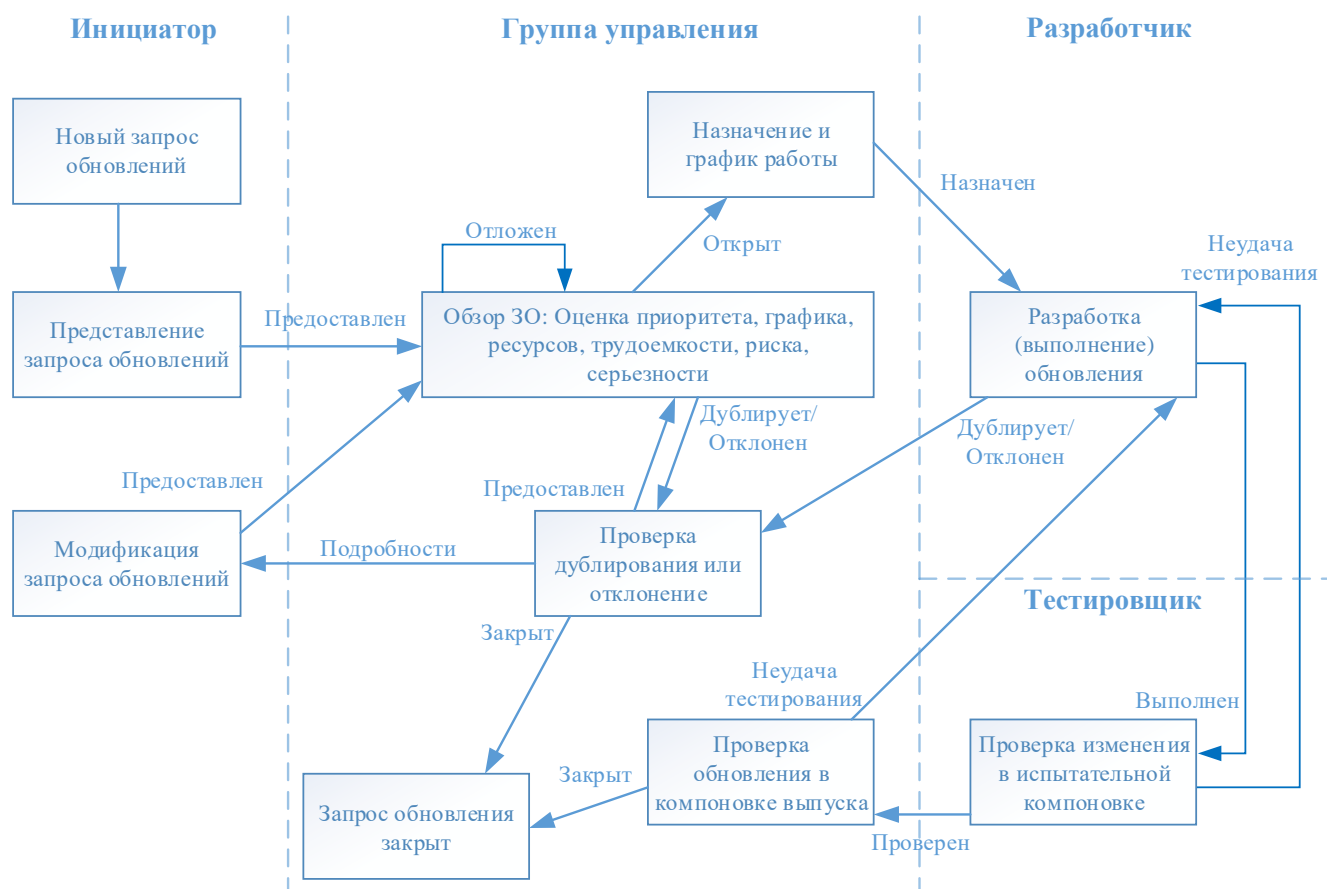 Инициатор
Группа управления
Разработчик
Новый запрос
обновлений
Назначение и
график работы
Назначен
Отложен
Открыт
Неудача
тестирования
Представление
запроса обновлений
Предоставлен
Обзор ЗО: Оценка приоритета, графика,
ресурсов, трудоемкости, риска,
серьезности
Разработка
(выполнение)
обновления
Дублирует/
Отклонен
Дублирует/
Отклонен
Предоставлен
Предоставлен
Модификация
запроса обновлений
Подробности
Проверка
дублирования или
отклонение
Тестировщик
Закрыт
Неудача
тестирования
Выполнен
Проверка
обновления в
компоновке выпуска
Проверка изменения
в испытательной
компоновке
Закрыт
Запрос обновления
закрыт
Проверен